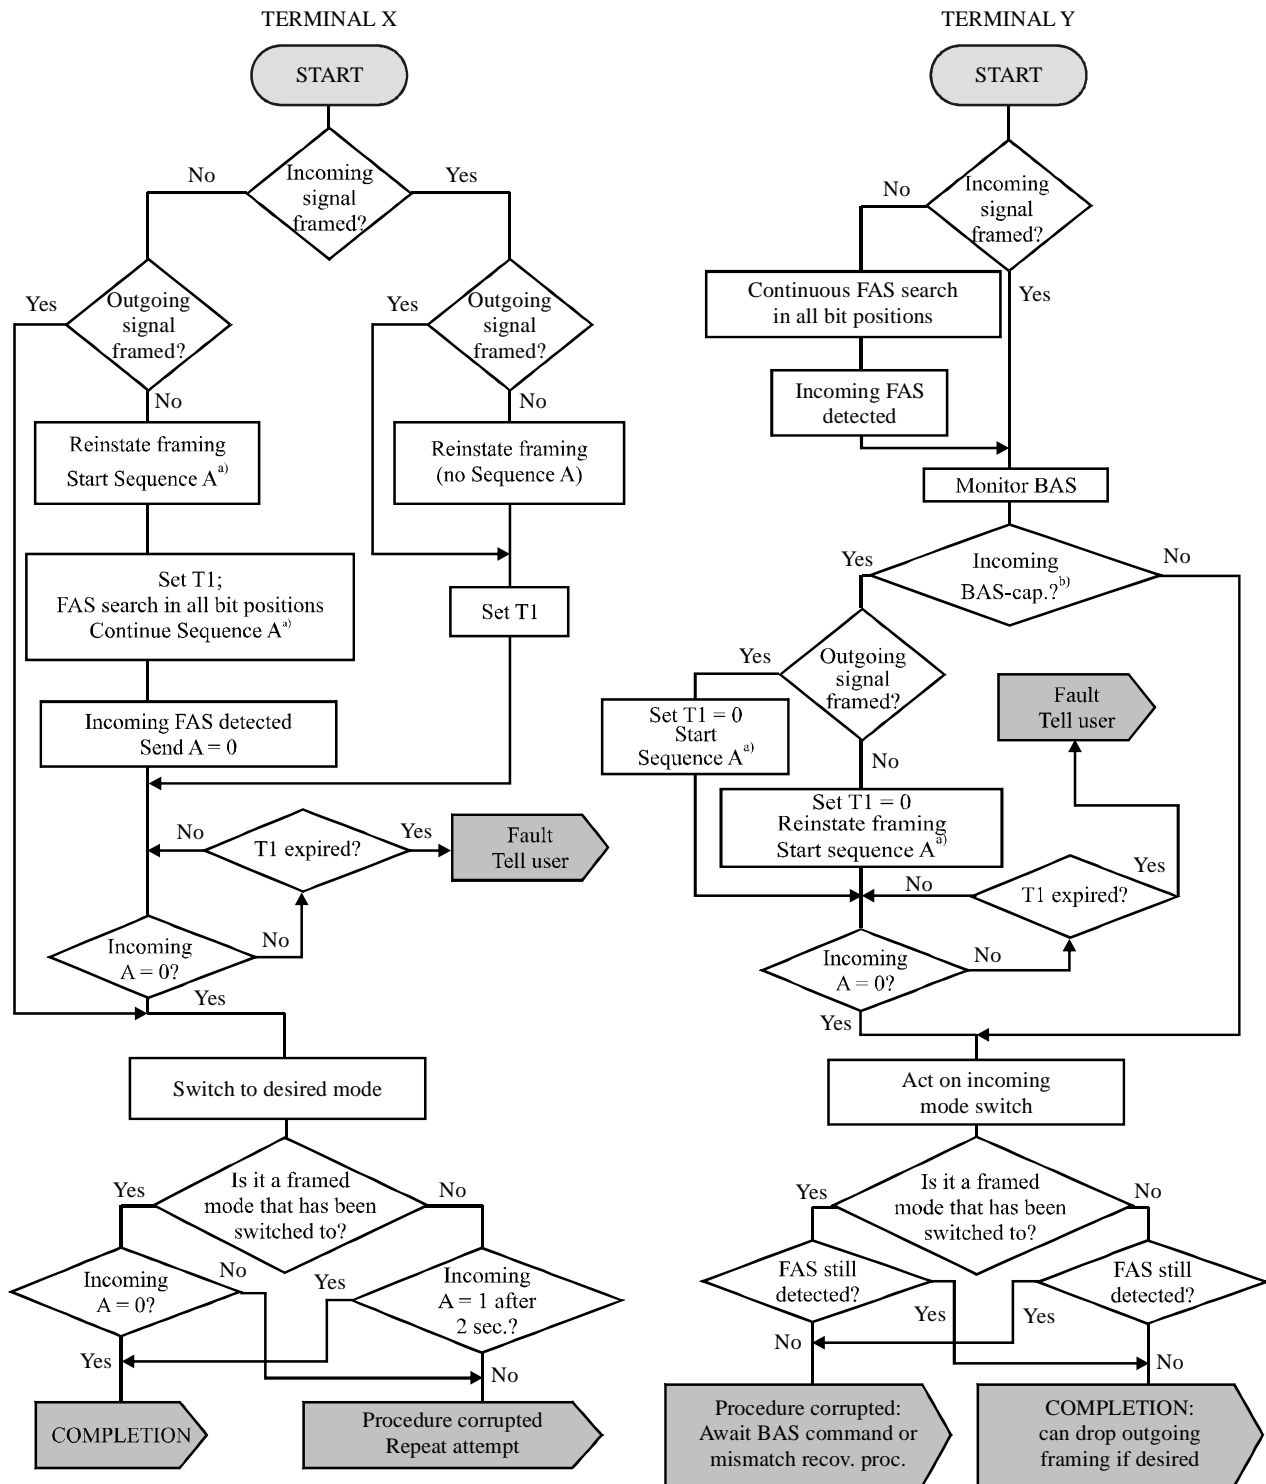 TERMINAL X
START
Incoming
signal
framed?
No
Yes
Outgoing
signal
framed?
Yes
No
Outgoing
signal
framed?
Yes
No
Reinstate framing
Start Sequence A a)
Reinstate framing
(no Sequence A)
Set T1;
FAS search in all bit positions
Continue Sequence A a)
Set T1
Incoming FAS detected
Send A = 0
T1 expired?
No
Yes
Fault
Tell user
Incoming
A = 0?
No
Yes
Switch to desired mode
Is it a framed
mode that has been
switched to?
Yes
No
Incoming
A = 0?
No
Yes
Incoming
A = 1 after
2 sec.?
Yes
No
COMPLETION
Procedure corrupted
Repeat attempt
TERMINAL Y
START
Incoming
signal
framed?
No
Yes
Continuous FAS search
in all bit positions
Incoming FAS
detected
Monitor BAS
Incoming
BAS-cap.? b)
Yes
No
Outgoing
signal
framed?
Yes
No
Set T1 = 0
Start
Sequence A a)
Set T1 = 0
Reinstate framing
Start sequence A a)
Fault
Tell user
T1 expired?
No
Yes
Incoming
A = 0?
No
Yes
Act on incoming
mode switch
Is it a framed
mode that has been
switched to?
Yes
No
FAS still
detected?
Yes
No
FAS still
detected?
Yes
No
Procedure corrupted:
Await BAS command or
mismatch recov. proc.
COMPLETION:
can drop outgoing
framing if desired